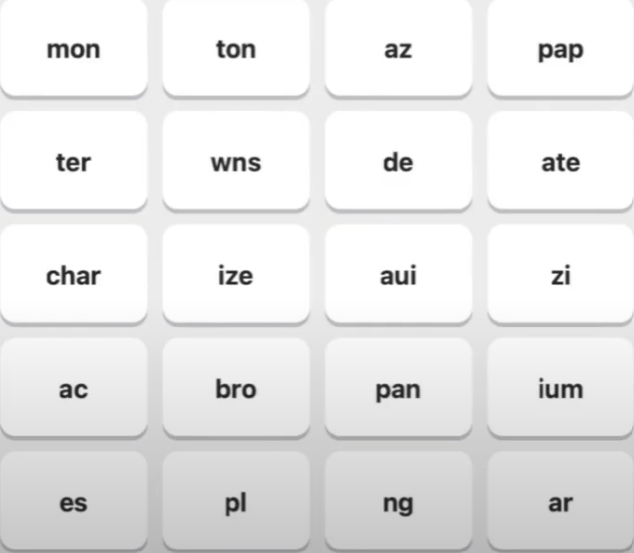 mon ton az pap
ter wns de ate
char ize aui zi
ac bro pan ium
es pl ng ar